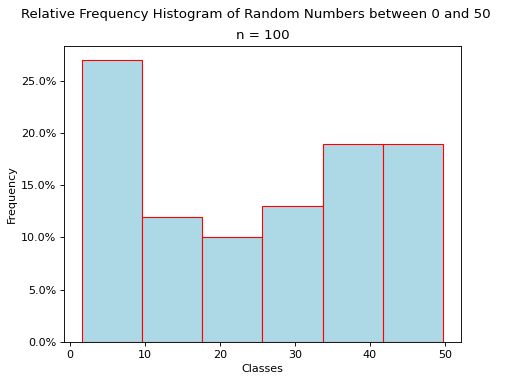 Relative Frequency Histogram of Random Numbers between 0 and 50
n = 100
25.0%
20.0%
15.0%
10.0%
5.0%
0.0%
Frequency
0 10 20 30 40 50
Classes